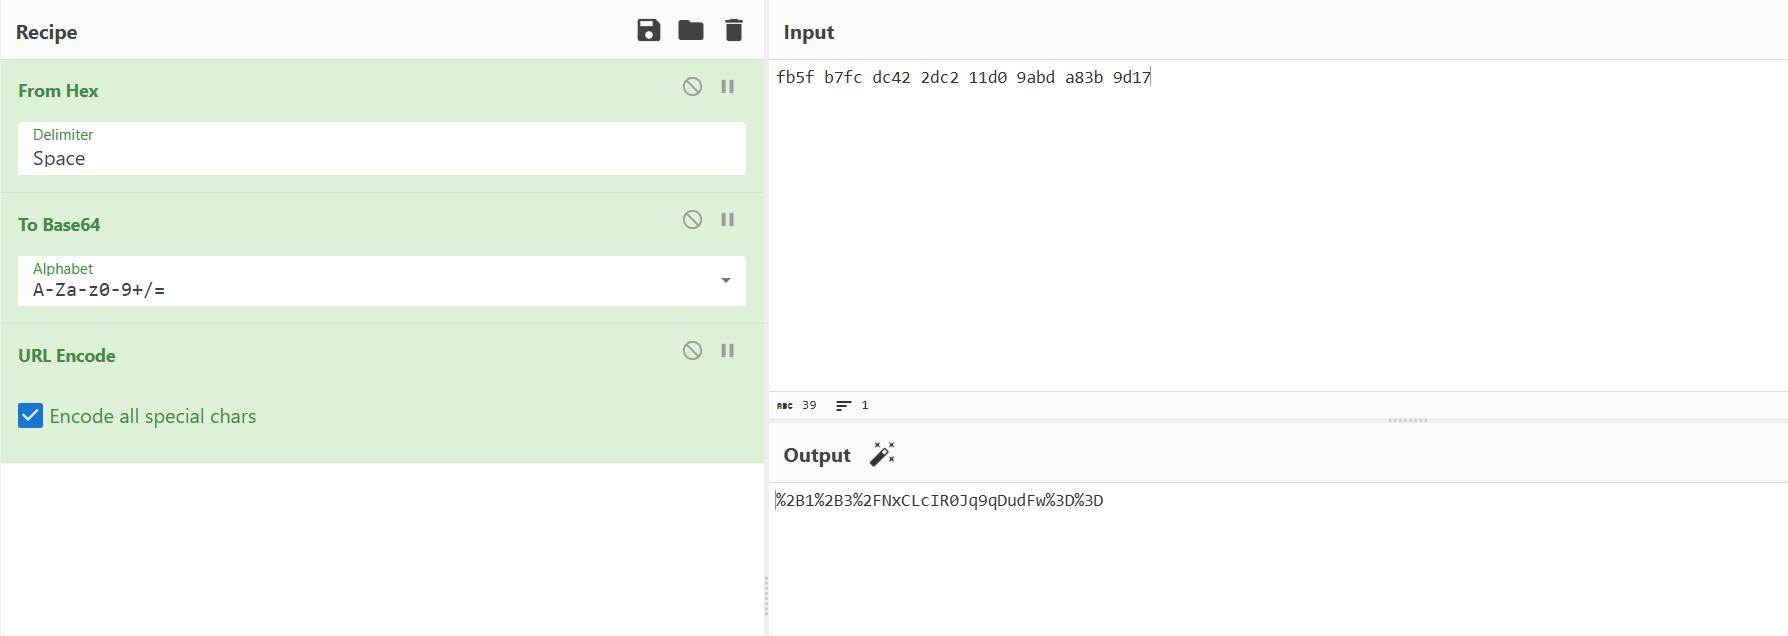 Recipe
From Hex
Delimiter
Space
To Base64
Alphabet
A-Za-z0-9+/=
URL Encode
Encode all special chars
Input
fb5f b7fc dc42 2dc2 11d0 9abd a83b 9d17
ABC 39 1
Output
%2B1%2B3%2FNxCLcIR0Jq9qDudFw%3D%3D